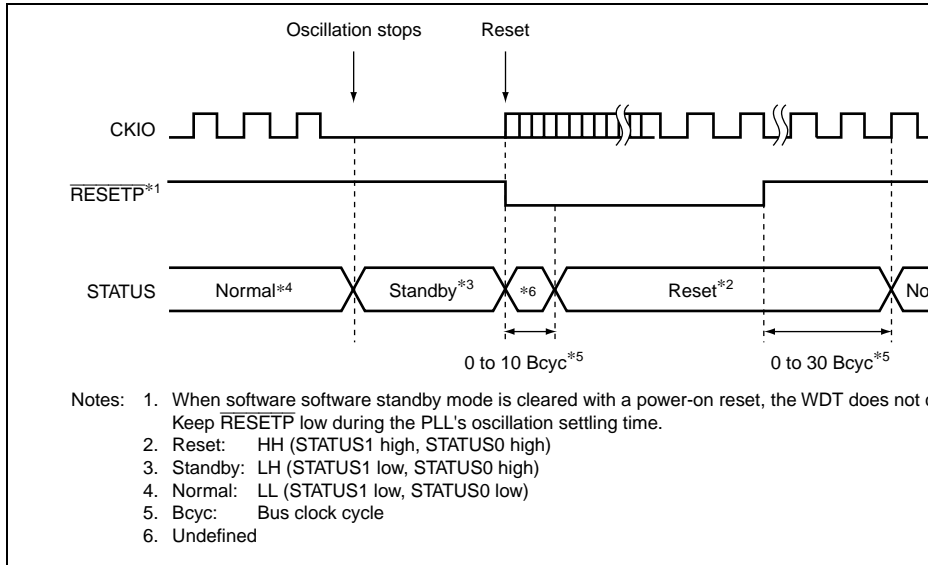 Oscillation stops Reset
CKIO
RESETP*1
STATUS Normal*4 Standby*3 *6 Reset*2 No
0 to 10 Bcyc*5 0 to 30 Bcyc*5
Notes: 1. When software software standby mode is cleared with a power-on reset, the WDT does not
Keep RESETP low during the PLL's oscillation settling time.
2. Reset: HH (STATUS1 high, STATUS0 high)
3. Standby: LH (STATUS1 low, STATUS0 high)
4. Normal: LL (STATUS1 low, STATUS0 low)
5. Bcyc: Bus clock cycle
6. Undefined